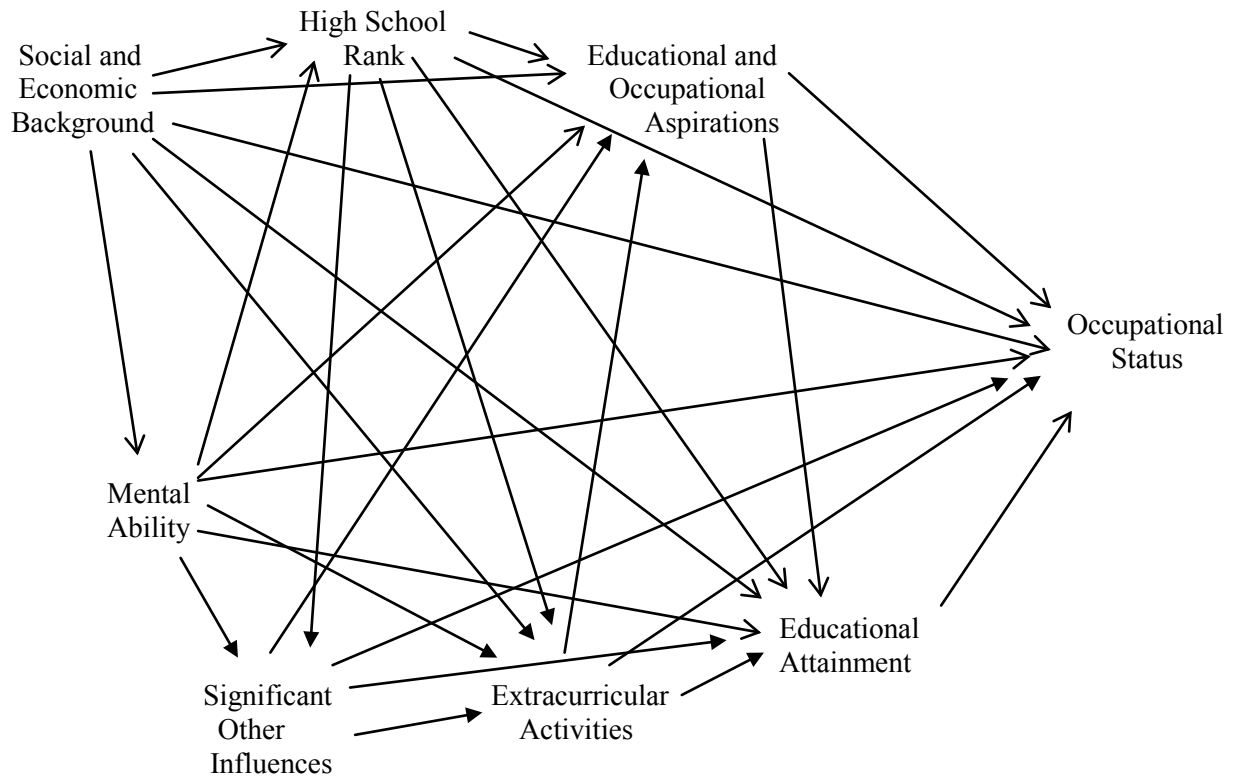 High School
Rank
Social and
Economic
Background
Educational and
Occupational
Aspirations
Occupational
Status
Mental
Ability
Educational
Attainment
Significant
Other
Influences
Extracurricular
Activities